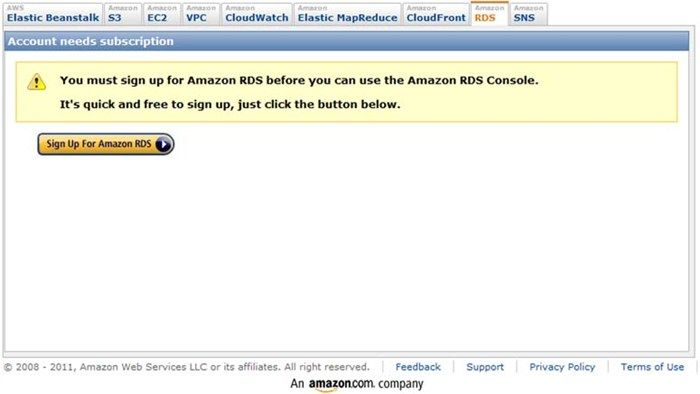 AWS Amazon Amazon Amazon Amazon Amazon Amazon Amazon Amazon
Elastic Beanstalk S3 EC2 VPC CloudWatch Elastic MapReduce CloudFront RDS SNS
Account needs subscription
You must sign up for Amazon RDS before you can use the Amazon RDS Console.
It's quick and free to sign up, just click the button below.
Sign Up For Amazon RDS
© 2008 - 2011, Amazon Web Services LLC or its affiliates. All right reserved. Feedback Support Privacy Policy Terms of Use
An amazon.com company